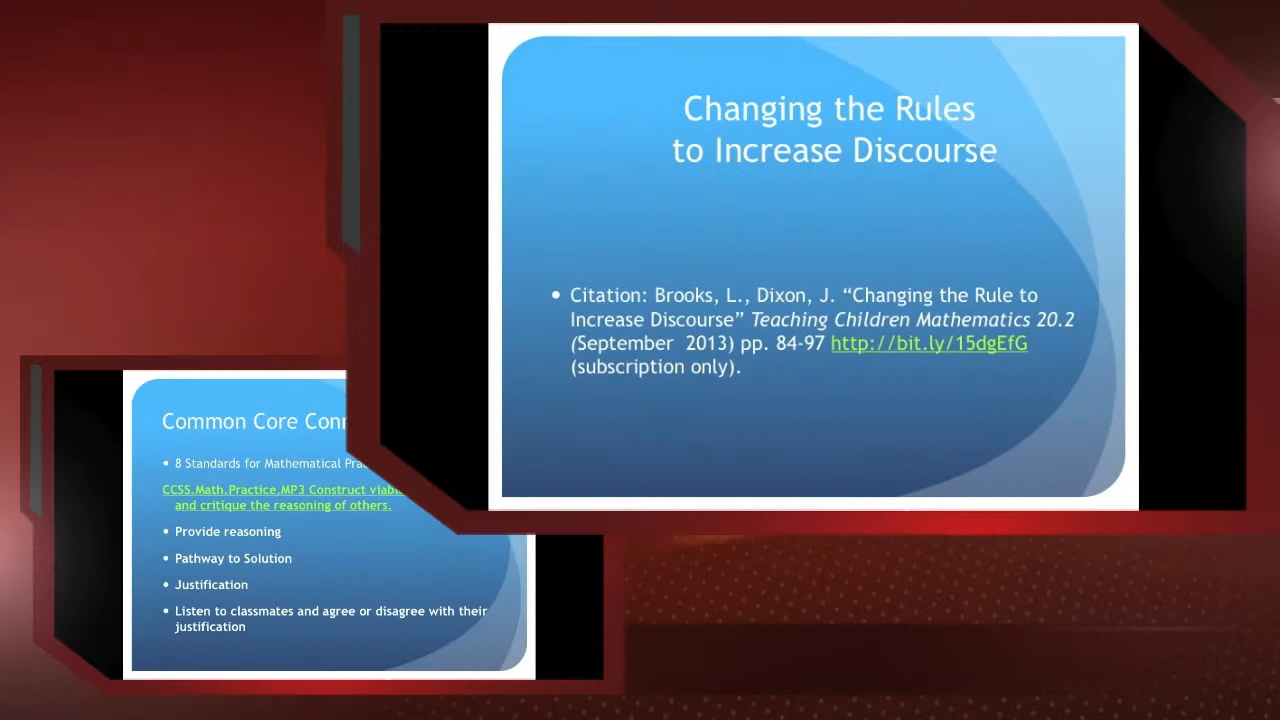 Changing the Rules
to Increase Discourse
• Citation: Brooks, L., Dixon, J. “Changing the Rule to
Increase Discourse” Teaching Children Mathematics 20.2
(September 2013) pp. 84-97 http://bit.ly/15dgEfG
(subscription only).
Common Core
• 8 Standards for Mathematical
CCSS.Math.Practice.MP3 Construct
and critique the reasoning of others.
• Provide reasoning
• Pathway to Solution
• Justification
• Listen to classmates and agree or disagree with their
justification